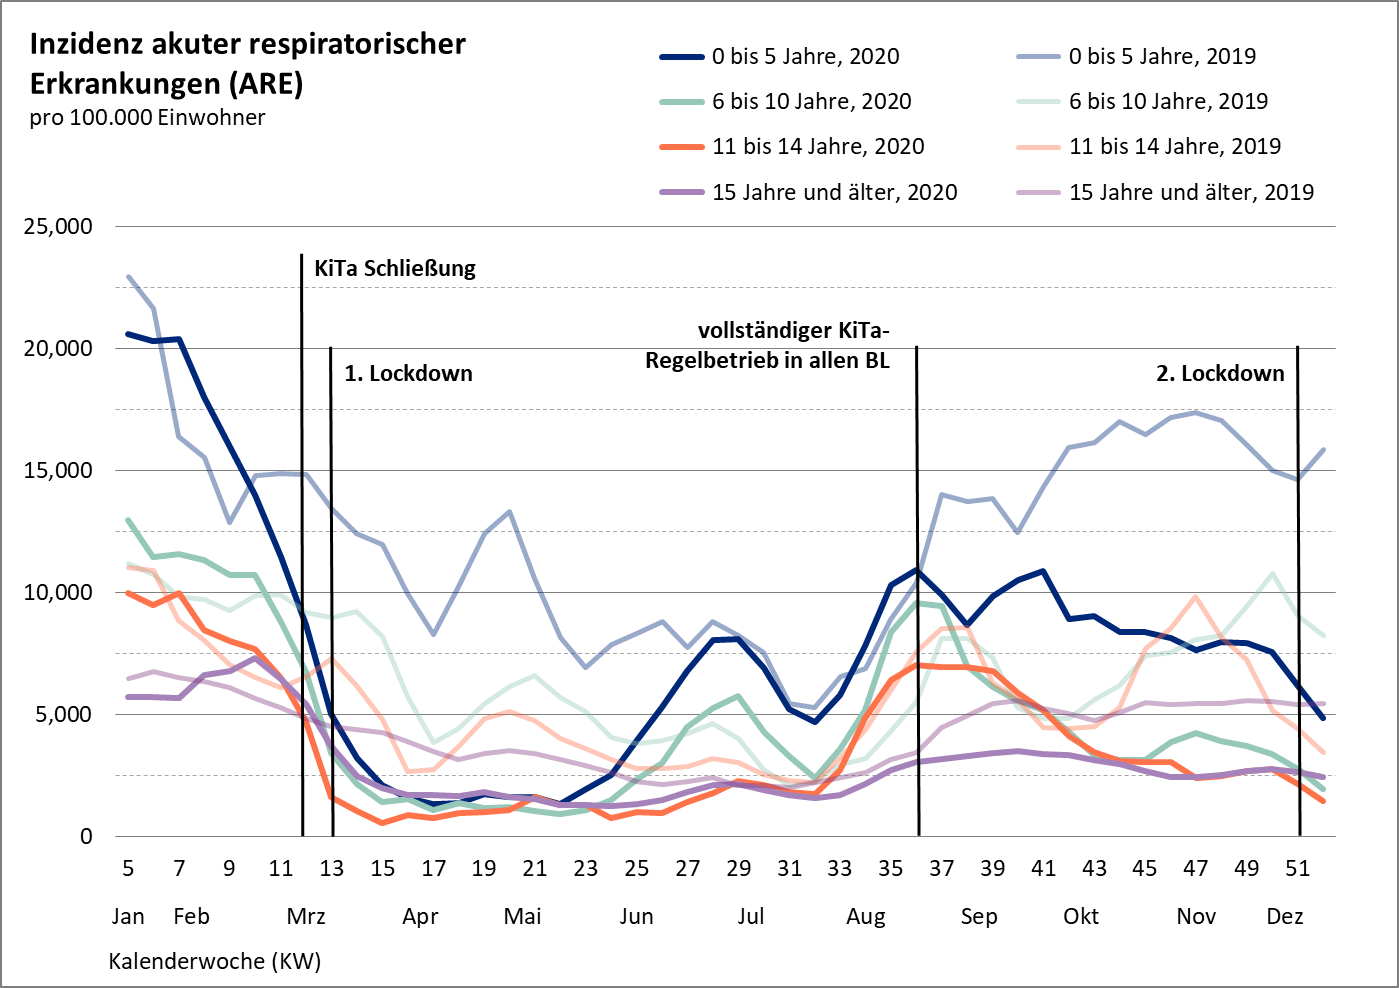 Inzidenz akuter respiratorischer
Erkrankungen (ARE)
pro 100.000 Einwohner
0 bis 5 Jahre, 2020
0 bis 5 Jahre, 2019
6 bis 10 Jahre, 2020
6 bis 10 Jahre, 2019
11 bis 14 Jahre, 2020
11 bis 14 Jahre, 2019
15 Jahre und älter, 2020
15 Jahre und älter, 2019
25,000
20,000
15,000
10,000
5,000
0
KiTa Schließung
1. Lockdown
vollständiger KiTa-
Regelbetrieb in allen BL
2. Lockdown
5 7 9 11 13 15 17 19 21 23 25 27 29 31 33 35 37 39 41 43 45 47 49 51
Jan Feb Mrz Apr Mai Jun Jul Aug Sep Okt Nov Dez
Kalenderwoche (KW)